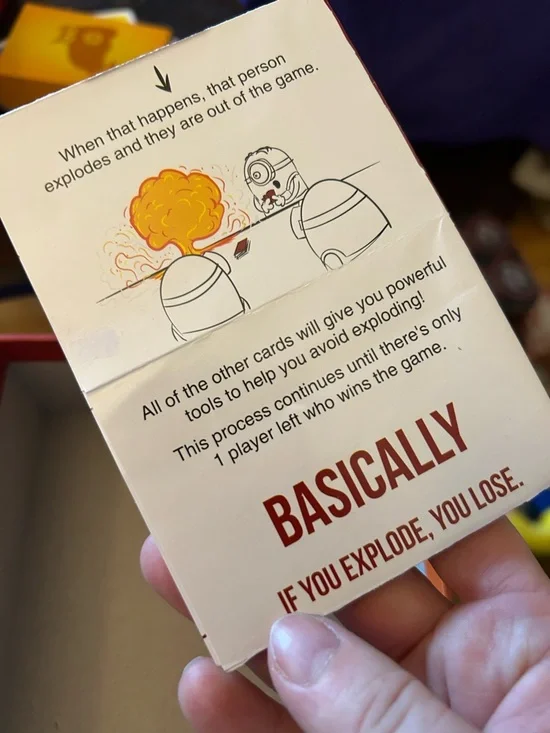 When that happens, that person
explodes and they are out of the game.
All of the other cards will give you powerful
tools to help you avoid exploding!
This process continues until there's only
1 player left who wins the game.
BASICALLY
IF YOU EXPLODE, YOU LOSE.